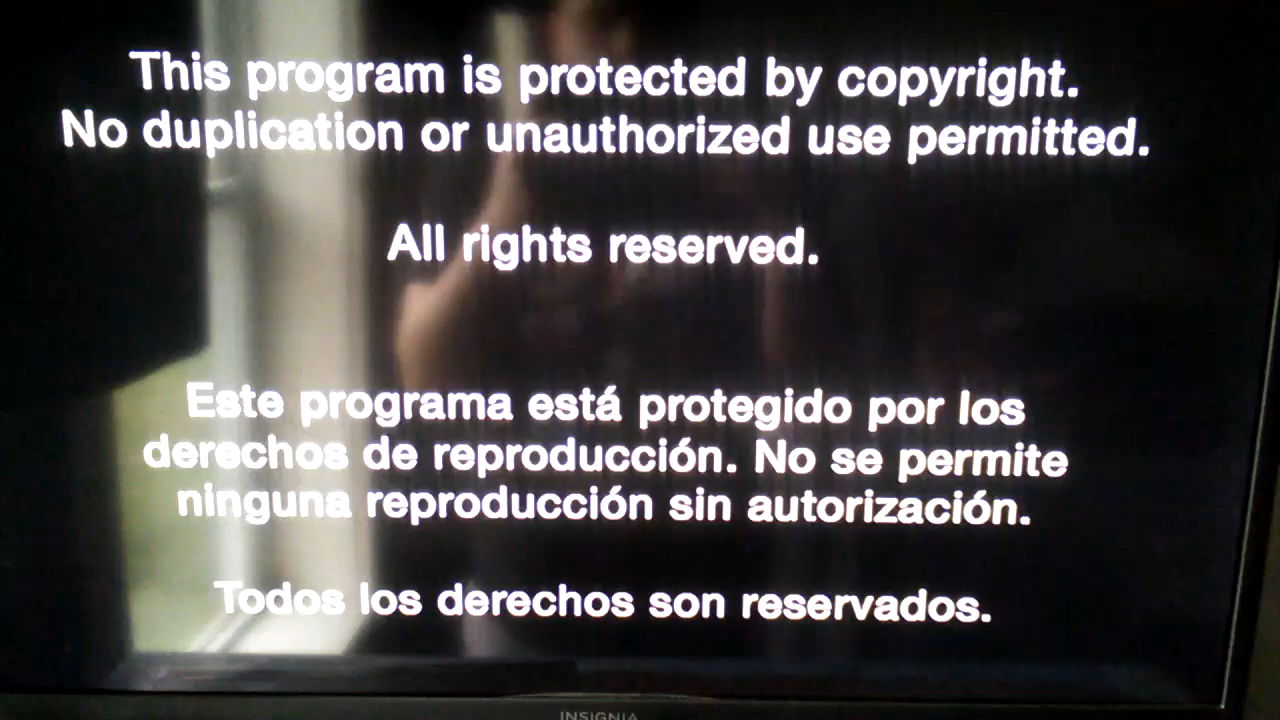 This program is protected by copyright.
No duplication or unauthorized use permitted.
All rights reserved.
Este programa está protegido por los
derechos de reproducción. No se permite
ninguna reproducción sin autorización.
Todos los derechos son reservados.
INSIGNIA